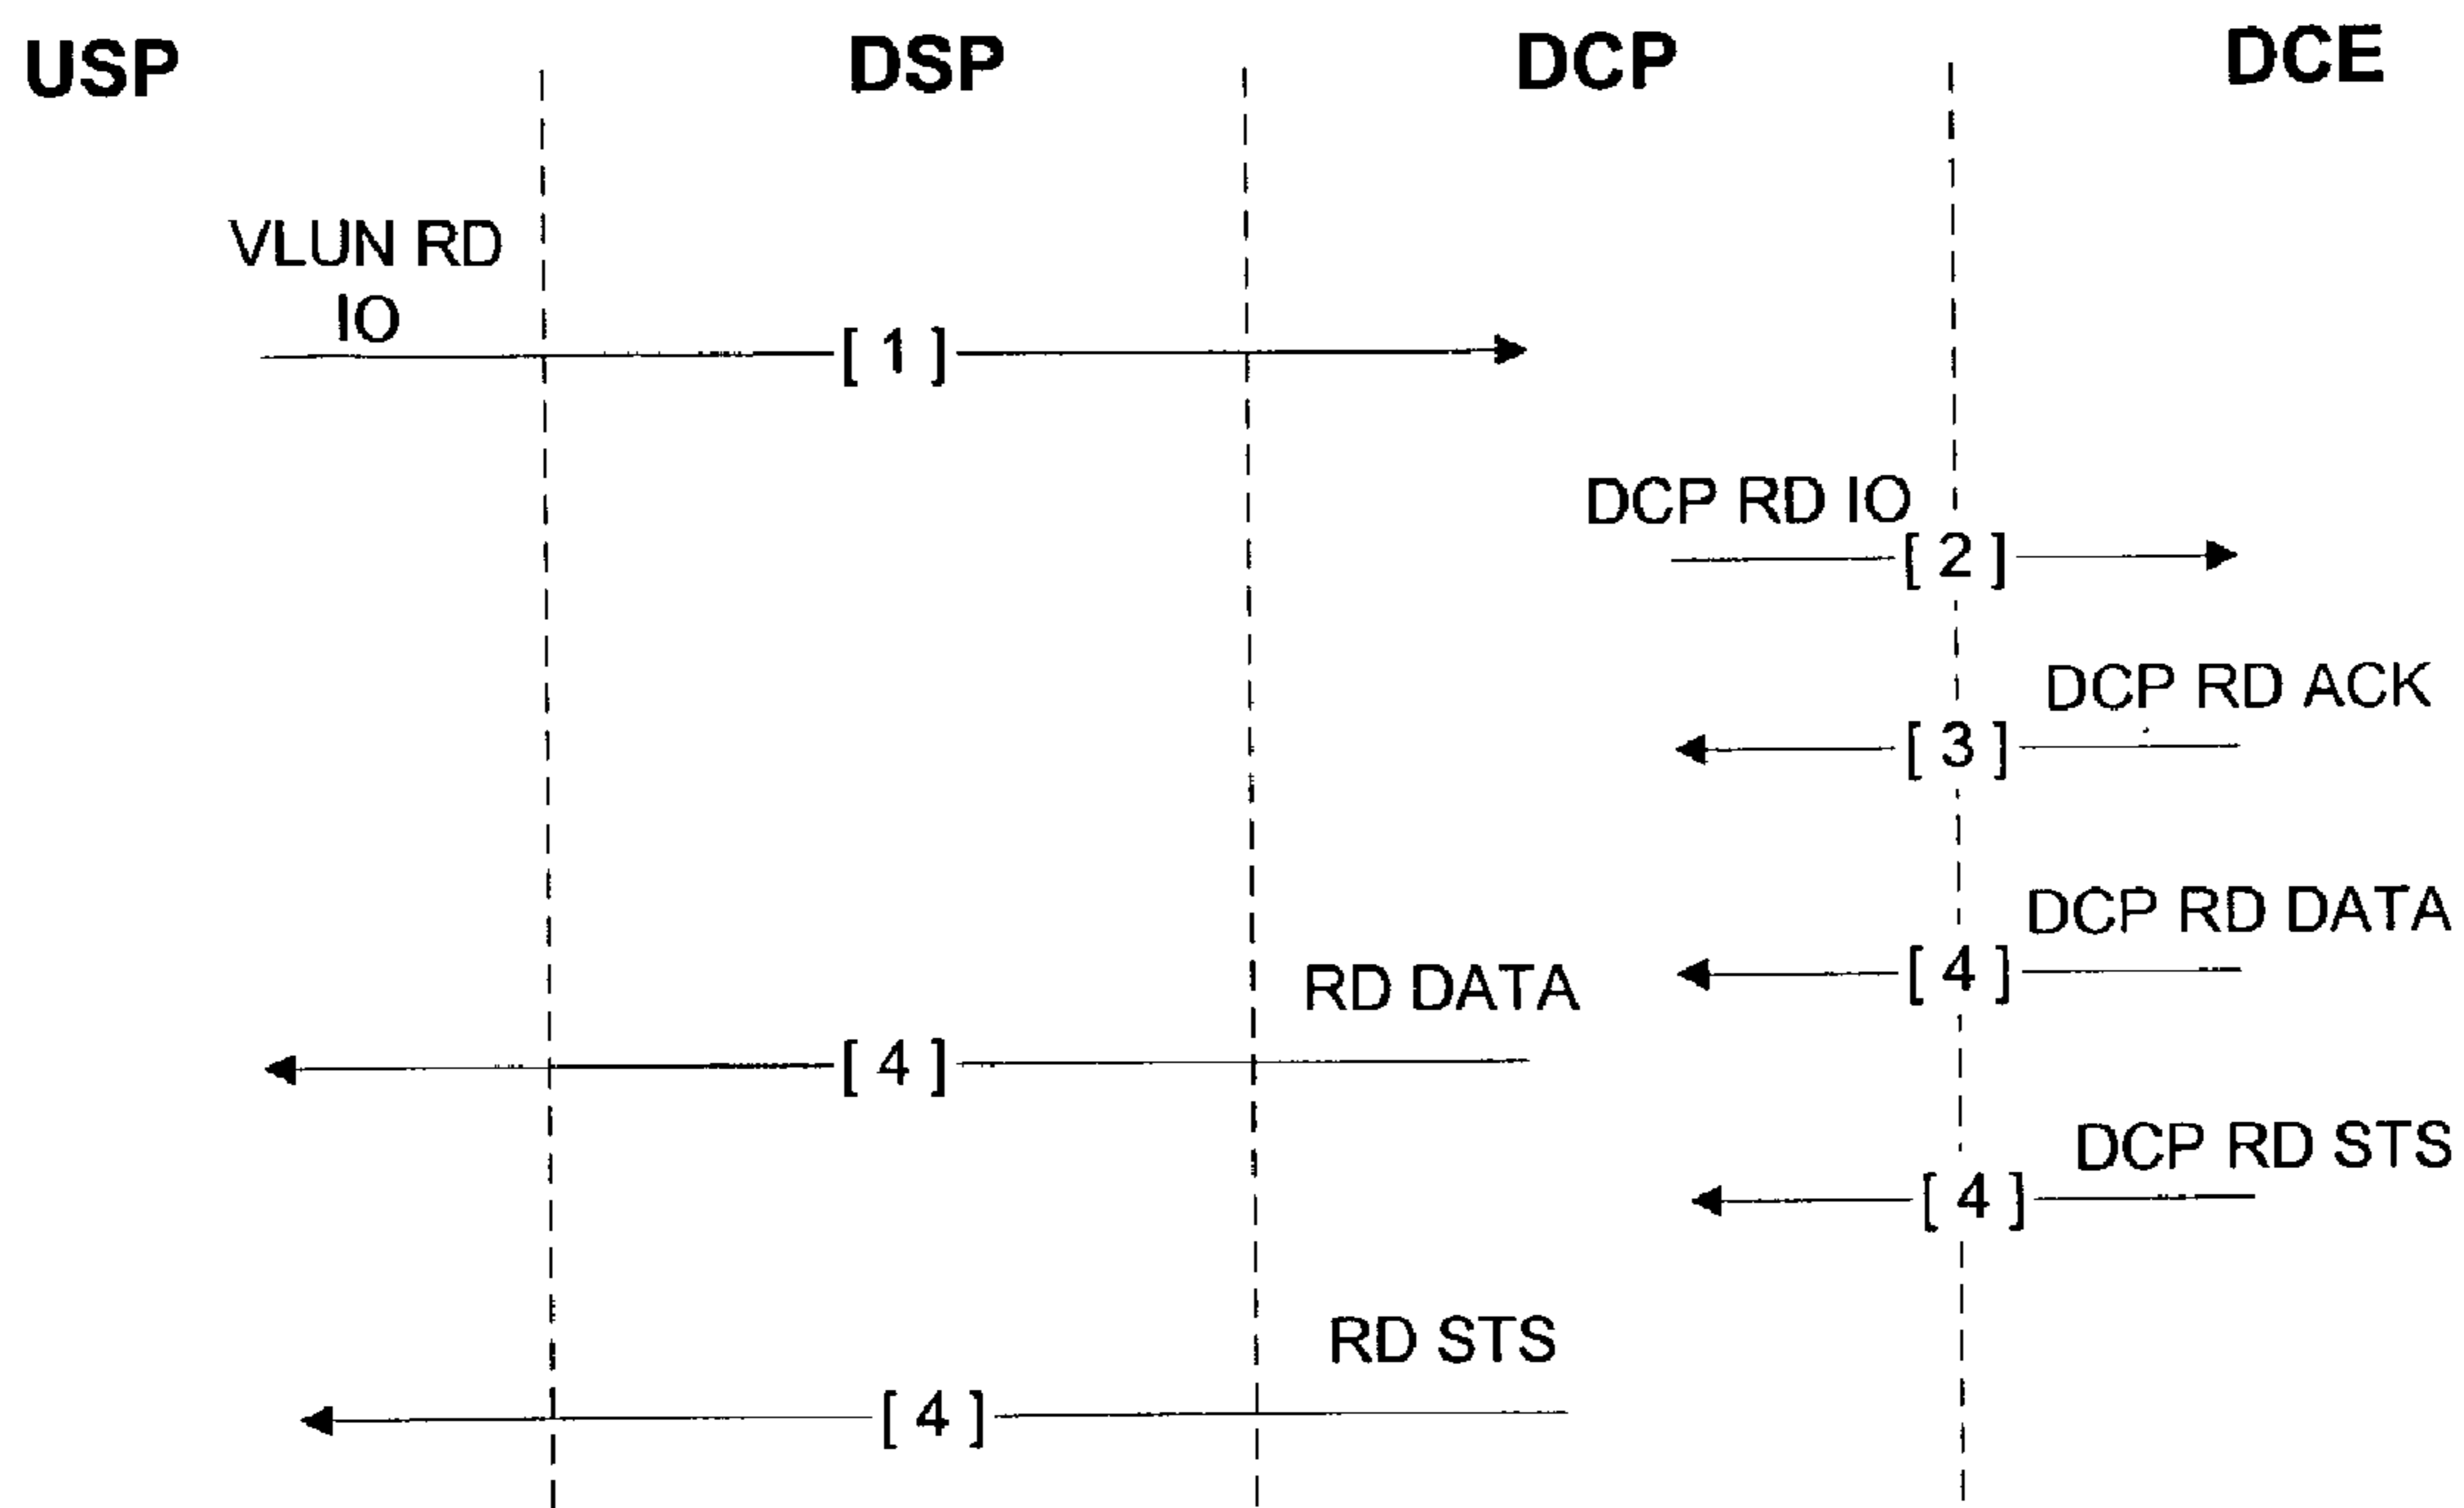 USP DSP DCP DCE
VLUN RD
IO
[ 1 ]
DCP RD IO
[ 2 ]
DCP RD ACK
[ 3 ]
DCP RD DATA
[ 4 ]
RD DATA
[ 4 ]
DCP RD STS
[ 4 ]
RD STS
[ 4 ]